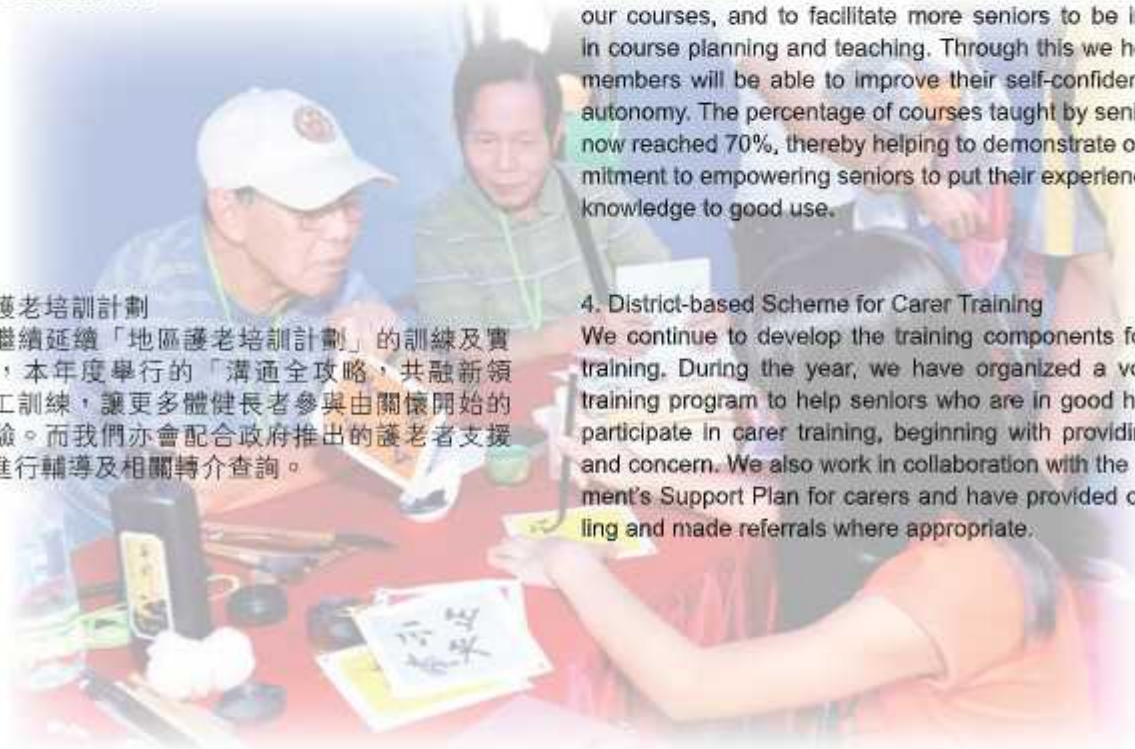 護老培訓計劃
繼續延續「地區護老培訓計劃」的訓練及實
，本年度舉行的「溝通全攻略，共融新領
工訓練，讓更多體健長者參與由關懷開始的
驗。而我們亦會配合政府推出的護老者支援
進行輔導及相關轉介查詢。
our courses, and to facilitate more seniors to be
in course planning and teaching. Through this we
members will be able to improve their
autonomy. The percentage of courses taught by
now reached 70%, thereby helping to demonstrate
mitment to empowering seniors to put their
knowledge to good use.
4. District-based Scheme for Carer Training
We continue to develop the training components
training. During the year, we have organized a
training program to help seniors who are in good
participate in carer training, beginning with
and concern. We also work in collaboration with the
ment's Support Plan for carers and have provided
ling and made referrals where appropriate.